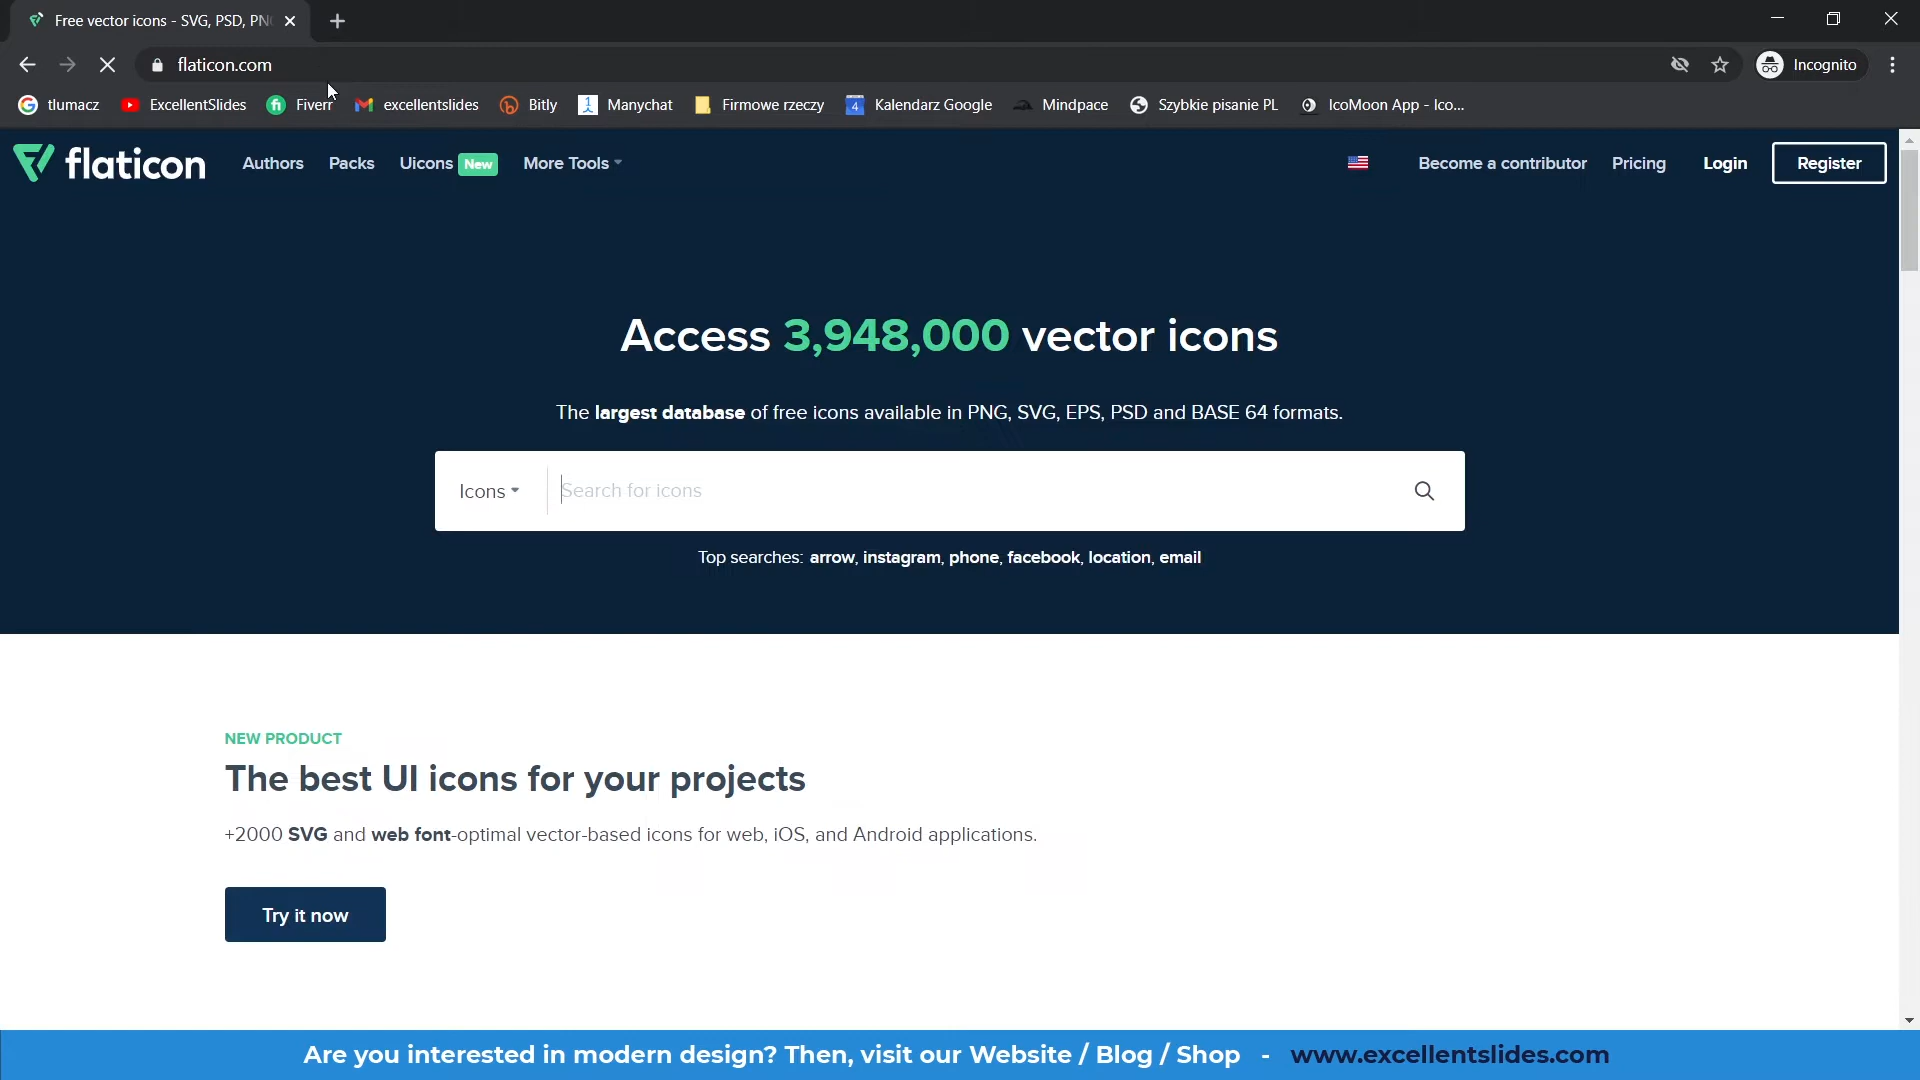 Free vector icons - SVG, PSD, PN
flaticon.com
Incognito
tlumacz
ExcellentSlides
Fiverr
excellentslides
Bitly
Manychat
Firmowe rzeczy
4
Kalendarz Google
Mindpace
Szybkie pisanie PL
IcoMoon App - Ico...
flaticon
Authors
Packs
Uicons New
More Tools
Become a contributor
Pricing
Login
Register
Access 3,948,000 vector icons
The largest database of free icons available in PNG, SVG, EPS, PSD and BASE 64 formats.
Icons
Search for icons
Top searches: arrow, instagram, phone, facebook, location, email
NEW PRODUCT
The best UI icons for your projects
+2000 SVG and web font-optimal vector-based icons for web, iOS, and Android applications.
Try it now
Are you interested in modern design? Then, visit our Website / Blog / Shop - www.excellentslides.com